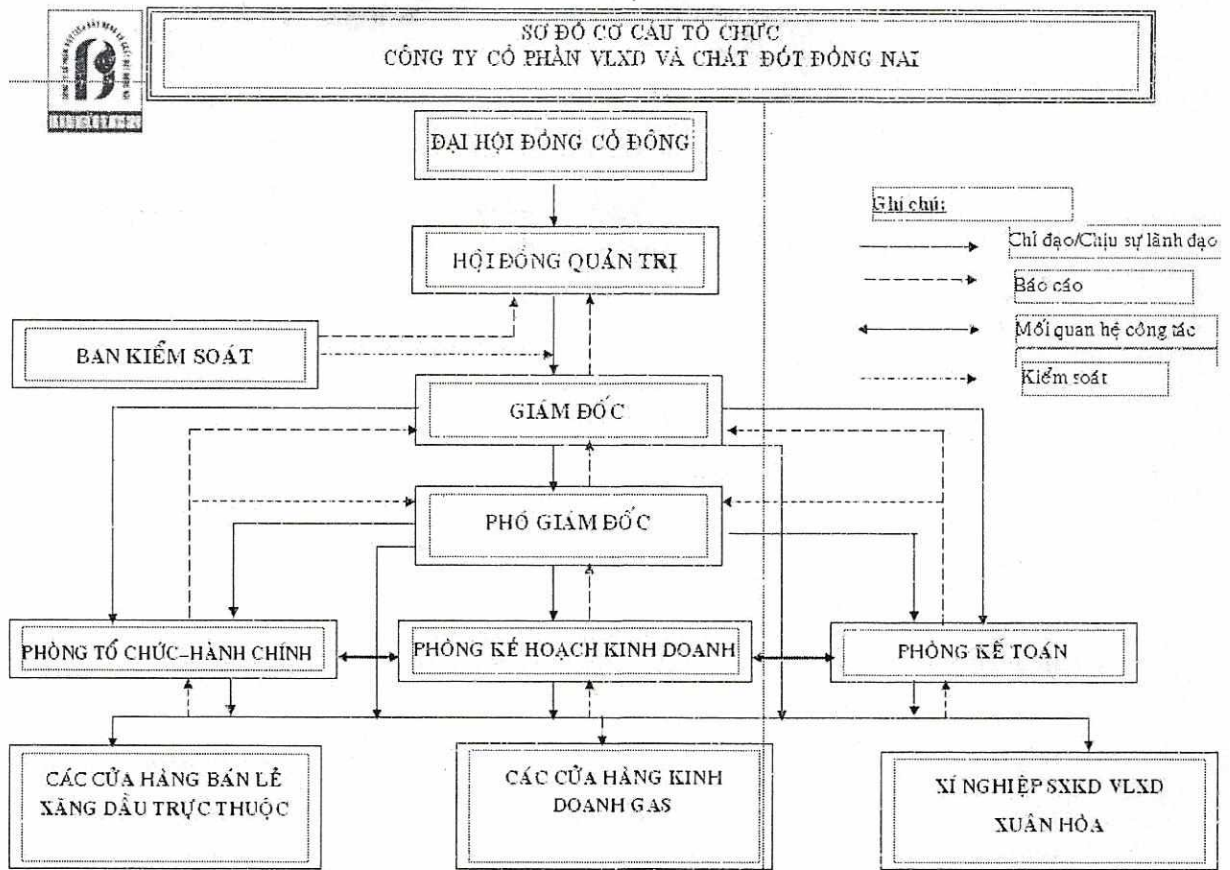 SƠ ĐỒ CƠ CẤU TỔ CHỨC
CÔNG TY CỔ PHẦN VLXD VÀ CHẤT ĐỐT ĐỒNG NAI
ĐẠI HỘI ĐỒNG CỔ ĐÔNG
Ghi chú:
Chỉ đạo/Chịu sự lãnh đạo
HỘI ĐỒNG QUẢN TRỊ
Báo cáo
Mối quan hệ công tác
BAN KIỂM SOÁT
Kiểm soát
GIÁM ĐỐC
PHÓ GIÁM ĐỐC
PHÒNG TỔ CHỨC-HÀNH CHÍNH
PHÒNG KẾ HOẠCH KINH DOANH
PHÒNG KẾ TOÁN
CÁC CỬA HÀNG BÁN LẺ
XĂNG DẦU TRỰC THUỘC
CÁC CỬA HÀNG KINH
DOANH GAS
XÍ NGHIỆP SXKD VLXD
XUÂN HÒA